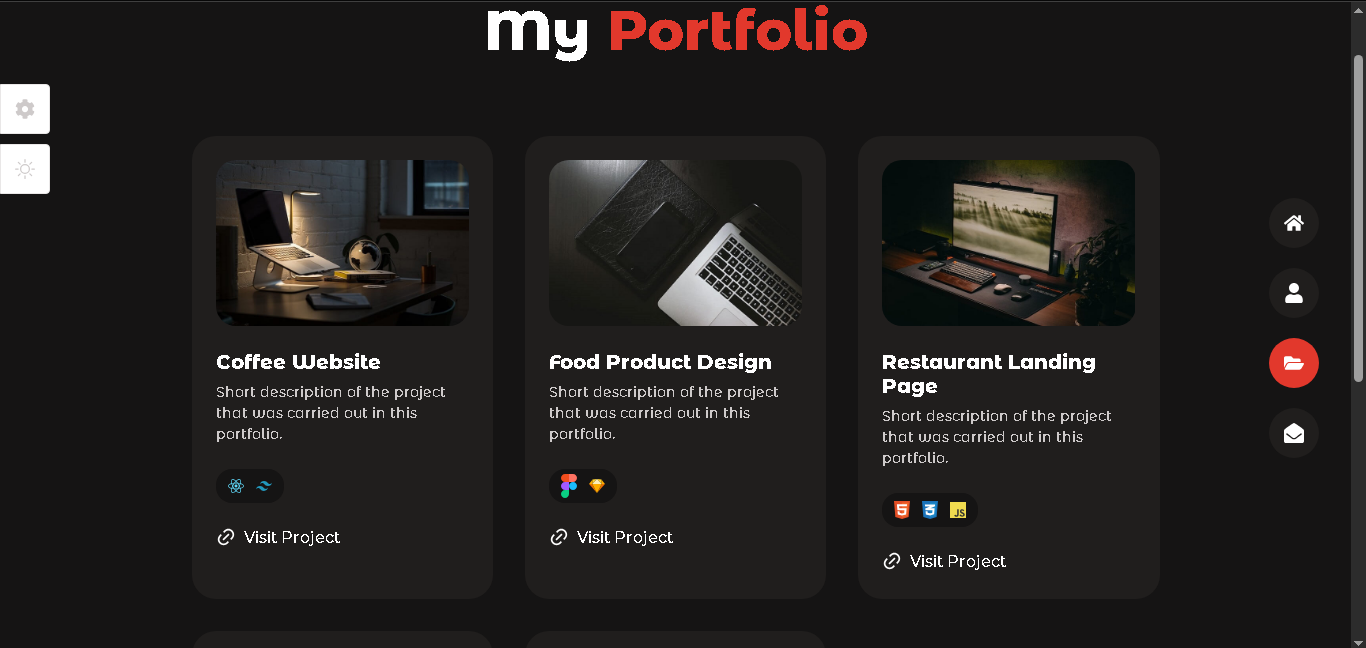 My Portfolio
Coffee Website
Short description of the project
that was carried out in this
portfolio.
Visit Project
Food Product Design
Short description of the project
that was carried out in this
portfolio.
Visit Project
Restaurant Landing
Page
Short description of the project
that was carried out in this
portfolio.
JS
Visit Project